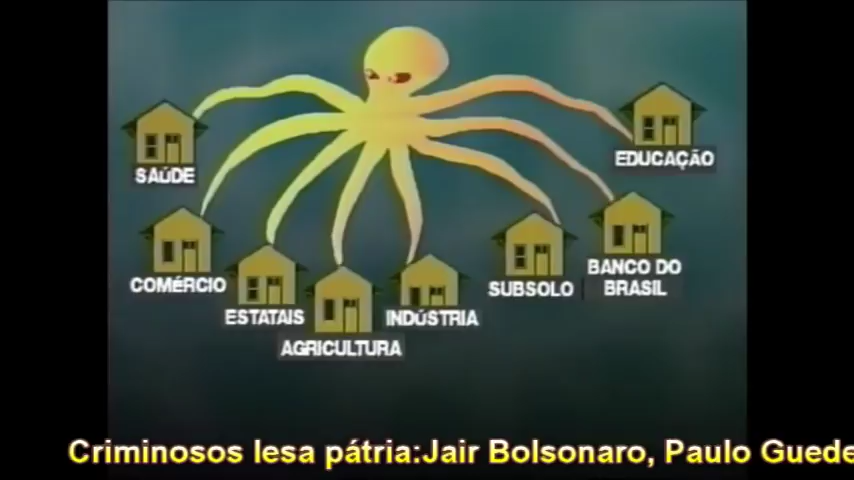 EDUCAÇÃO
SAÚDE
COMÉRCIO
ESTATAIS
AGRICULTURA
INDÚSTRIA
SUBSOLO
BANCO DO
BRASIL
Criminosos lesa pátria:Jair Bolsonaro, Paulo Guede